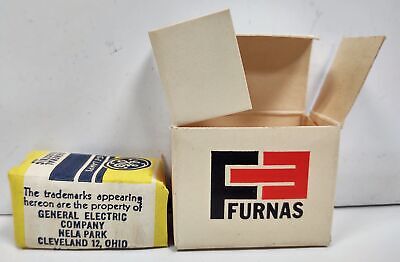 The trademarks appearing
hereon are the property of
GENERAL ELECTRIC
COMPANY
NELA PARK
CLEVELAND 12, OHIO
FURNAS